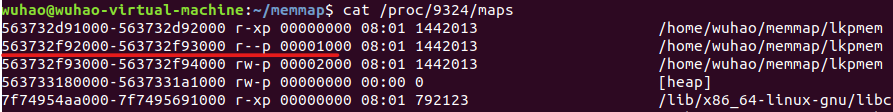 wuhao@wuhao-virtual-machine:~/memmap$ cat /proc/9324/maps
563732d91000-563732d92000 r-xp 00000000 08:01 1442013 /home/wuhao/memmap/lkpmem
563732f92000-563732f93000 r--p 00001000 08:01 1442013 /home/wuhao/memmap/lkpmem
563732f93000-563732f94000 rw-p 00002000 08:01 1442013 /home/wuhao/memmap/lkpmem
563733180000-5637331a1000 rw-p 00000000 00:00 0 [heap]
7f74954aa000-7f7495691000 r-xp 00000000 08:01 792123 /lib/x86_64-linux-gnu/libc